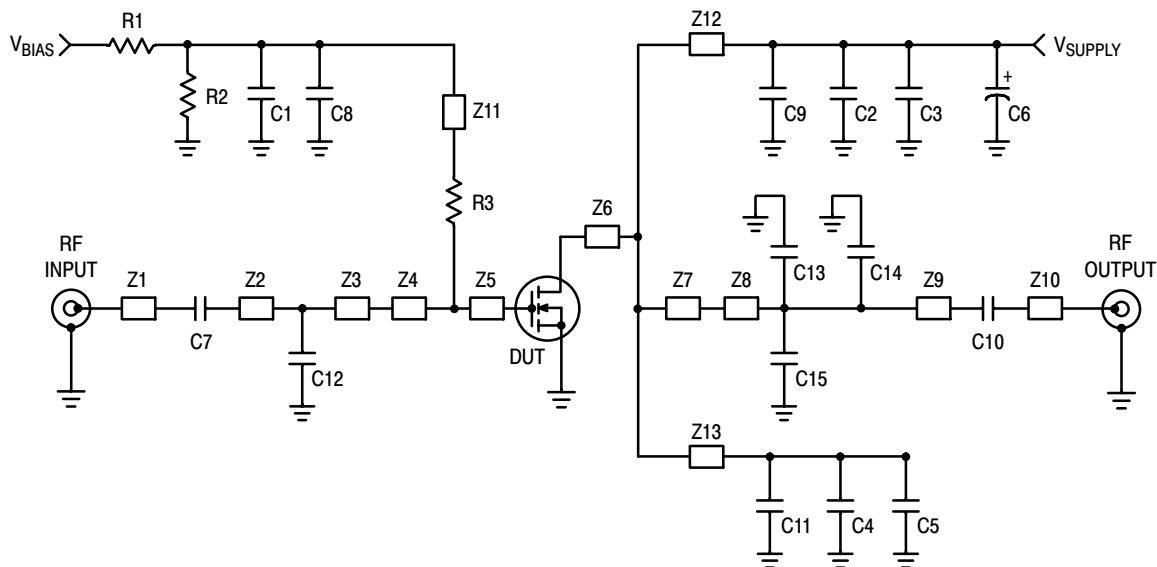 R1
Z12
VBIAS
VSUPPLY
R2
C1
C8
Z11
C9
C2
C3
+
C6
R3
Z6
RF
INPUT
Z1
Z2
Z3
Z4
Z5
C13
C14
RF
OUTPUT
Z7
Z8
Z9
Z10
C7
C10
DUT
C12
C15
Z13
C11
C4
C5